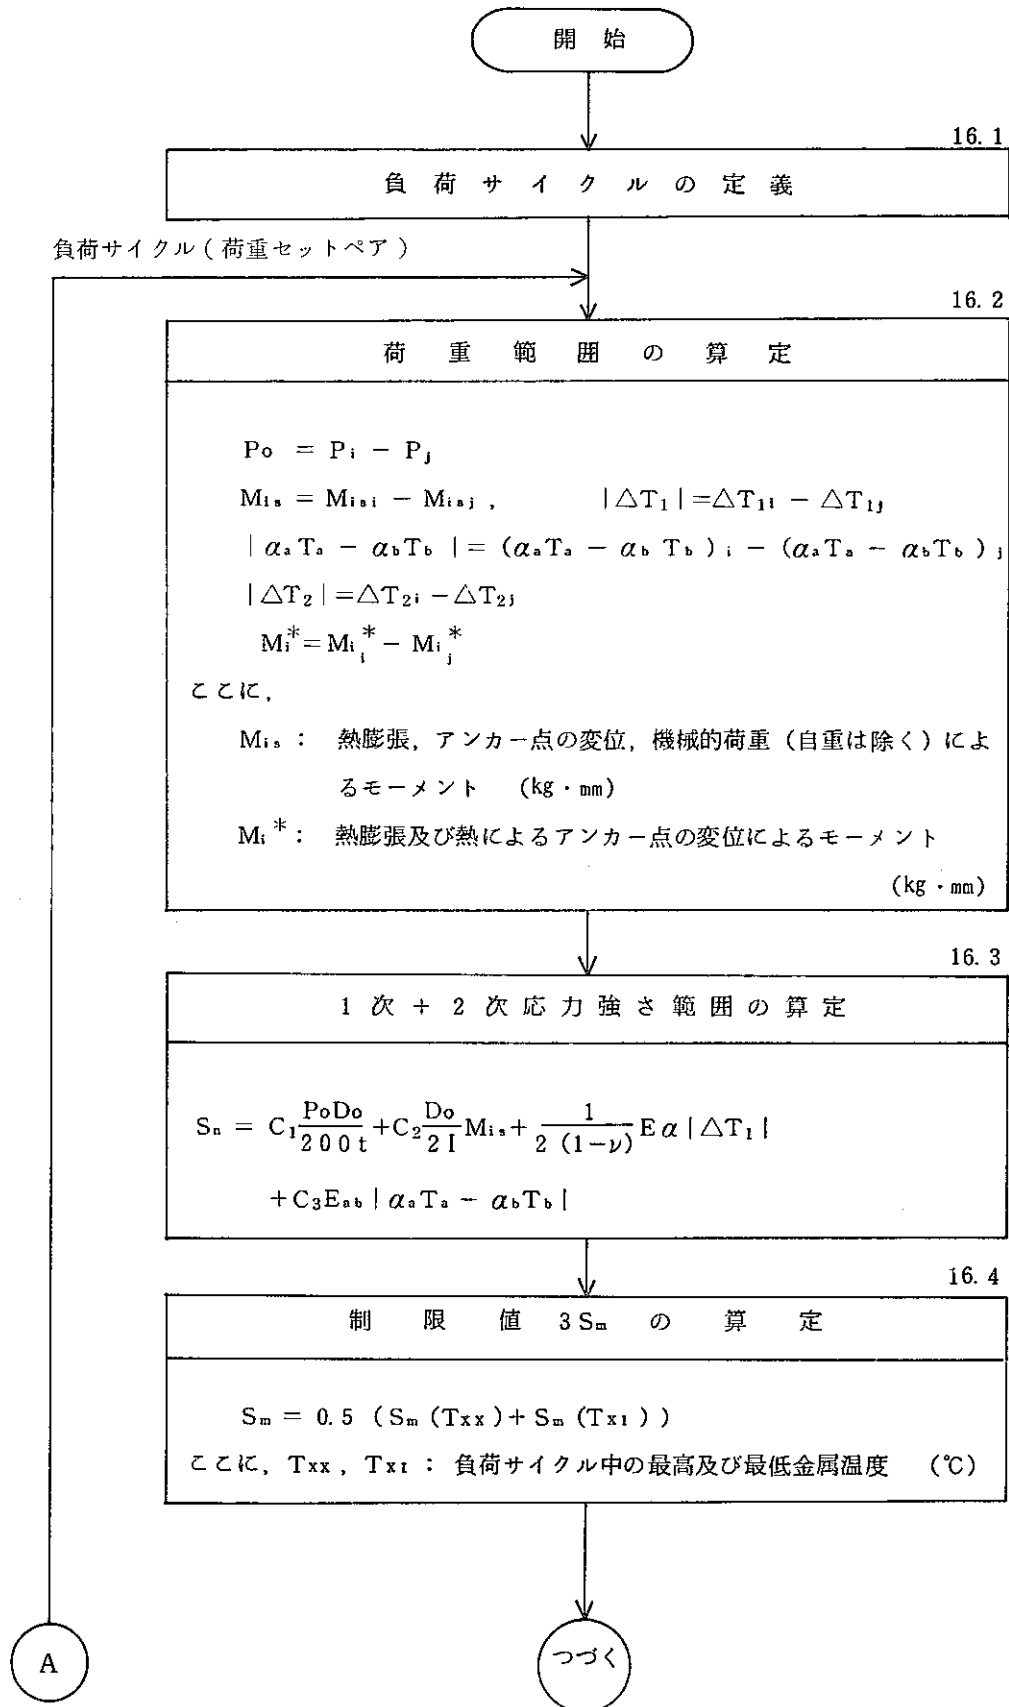 開始
16.1
負荷サイクルの定義
負荷サイクル(荷重セットペア)
16.2
荷重範囲の算定
Po = Pi − Pj
Mis = Misi − Misj, |△T1| =△T1i − △T1j
|αaTa − αbTb| = (αaTa − αbTb)i − (αaTa − αbTb)j
|△T2| =△T2i −△T2j
Mi* = Mii* − Mij*
ここに,
Mis: 熱膨張, アンカー点の変位, 機械的荷重(自重は除く)によ
るモーメント (kg・mm)
Mi*: 熱膨張及び熱によるアンカー点の変位によるモーメント
(kg・mm)
16.3
1次+2次応力強さ範囲の算定
Sn = C1 PoDo/200t + C2 Do/2I Mis + 1/2(1−ν) Eα|△T1|
+C3Eab|αaTa − αbTb|
16.4
制限値3Smの算定
Sm = 0.5 (Sm(Txx)+Sm(TxI))
ここに, Txx, TxI: 負荷サイクル中の最高及び最低金属温度 (℃)
A
つづく